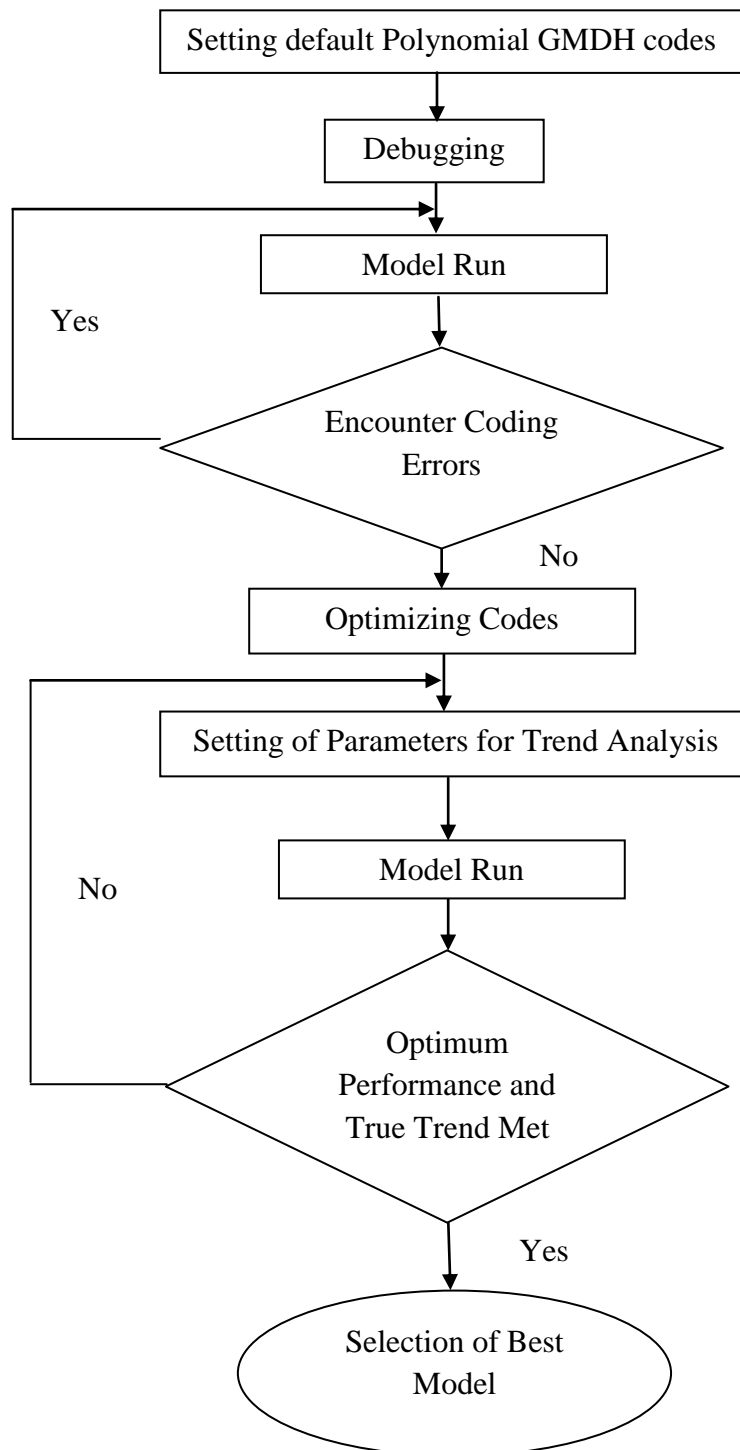 Setting default Polynomial GMDH codes
Debugging
Model Run
Yes
Encounter Coding
Errors
No
Optimizing Codes
Setting of Parameters for Trend Analysis
Model Run
No
Optimum
Performance and
True Trend Met
Yes
Selection of Best
Model